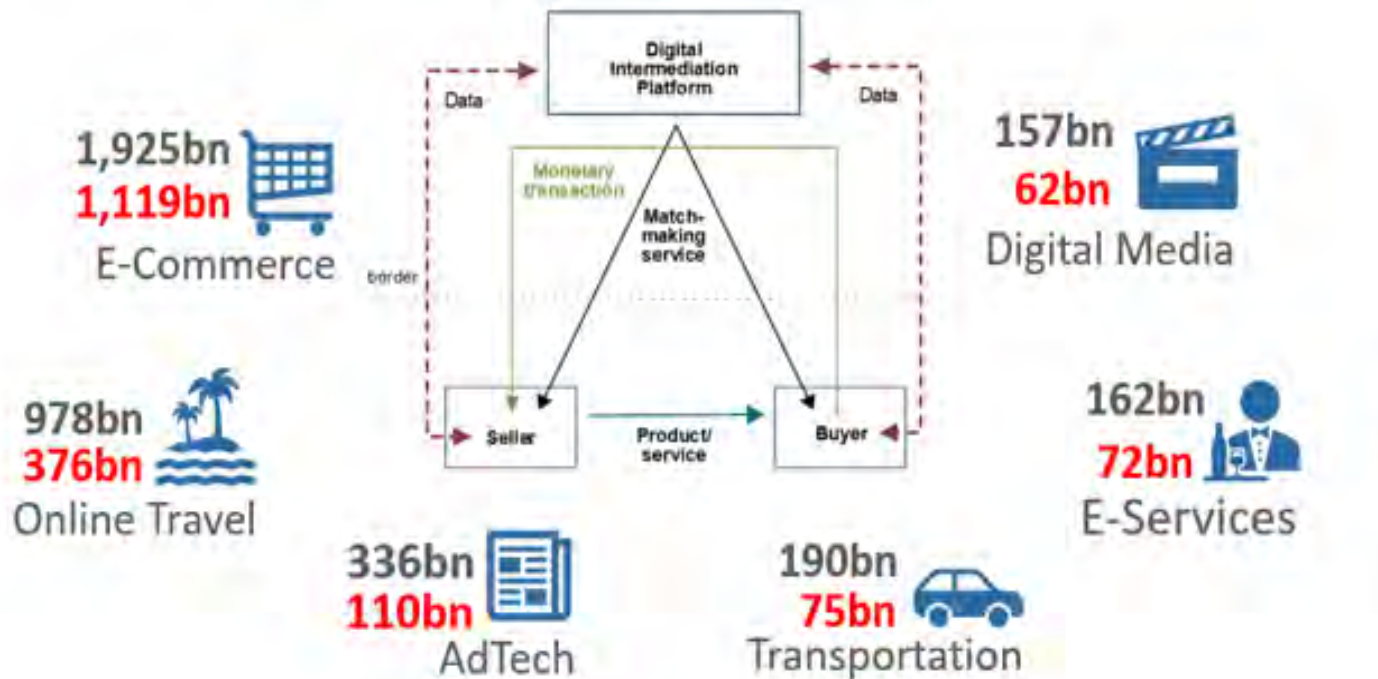 Digital
Intermediation
Platform
Data
Data
1,925bn
1,119bn
E-Commerce
157bn
62bn
Digital Media
Monetary
transaction
Match-
making
service
border
978bn
376bn
Online Travel
Seller
Product/
service
Buyer
162bn
72bn
E-Services
336bn
110bn
AdTech
190bn
75bn
Transportation